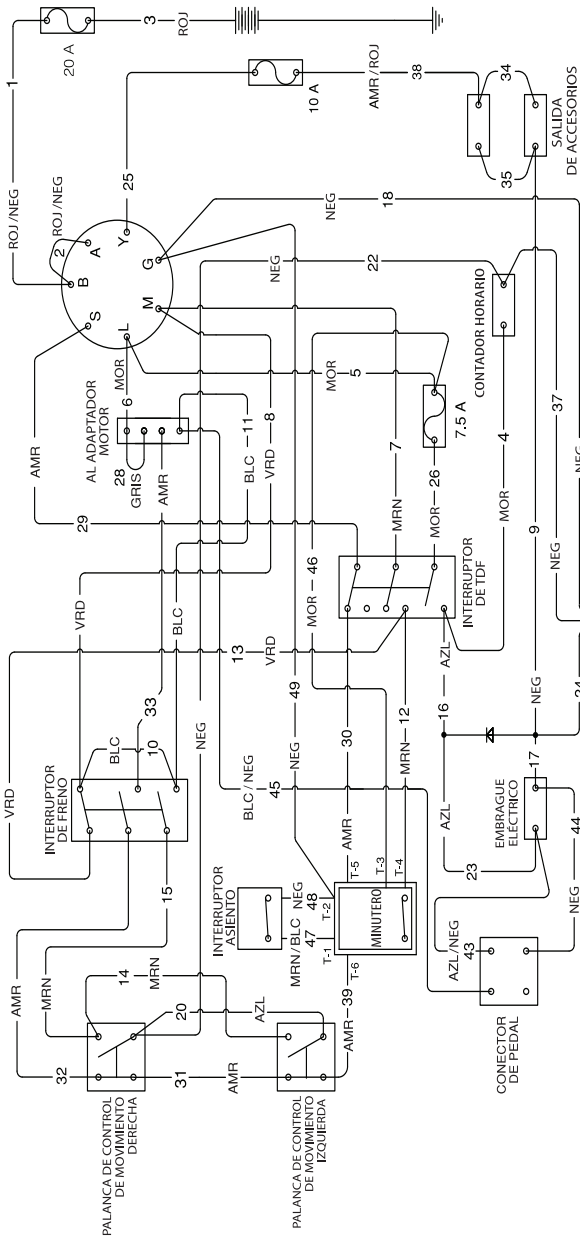 PALANCA DE CONTROL
DE MOVIMIENTO
DERECHA
PALANCA DE CONTROL
DE MOVIMIENTO
IZQUIERDA
32
31
AMR
AMR
MRN
14
MRN
20
AZL
AMR
39
15
VRD
INTERRUPTOR
DE FRENO
BLC
10
33
NEG
INTERRUPTOR
ASIENTO
MRN/ BLC
47
NEG
48
T-1
T-2
T-3
T-4
T-5
T-6
MINUTERO
CONECTOR
DE PEDAL
AZL/NEG
43
NEG
44
EMBRAGUE
ELÉCTRICO
23
17
AZL
16
AZL
NEG
24
BLC / NEG
45
AMR
30
NEG
49
MRN
12
MOR
46
VRD
13
VRD
BLC
AMR
29
INTERRUPTOR
DE TDF
MRN
7
MOR
26
7.5 A
MOR
5
MOR
4
AL ADAPTADOR
MOTOR
28
GRIS
AMR
6
MOR
BLC
11
VRD
8
S
B
A
L
Y
M
G
2
ROJ /NEG
ROJ /NEG
1
20 A
3
ROJ
25
10 A
AMR /ROJ
38
34
35
SALIDA
DE ACCESORIOS
NEG
18
NEG
22
CONTADOR HORARIO
37
NEG
9
NEG
NEG